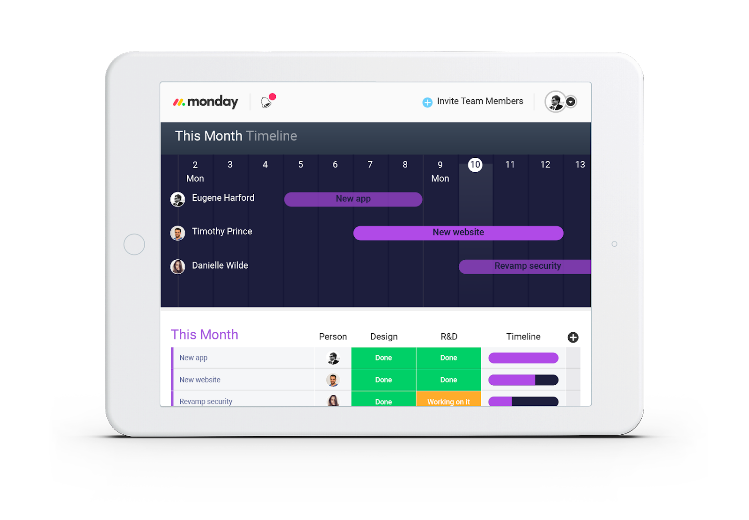 monday
Invite Team Members
This Month Timeline
2 3 4 5 6 7 8 9 10 11 12 13
Mon Mon
Eugene Harford New app
Timothy Prince New website
Danielle Wilde Revamp security
This Month Person Design R&D Timeline
New app Done Done
New website Done Done
Revamp security Done Working on it